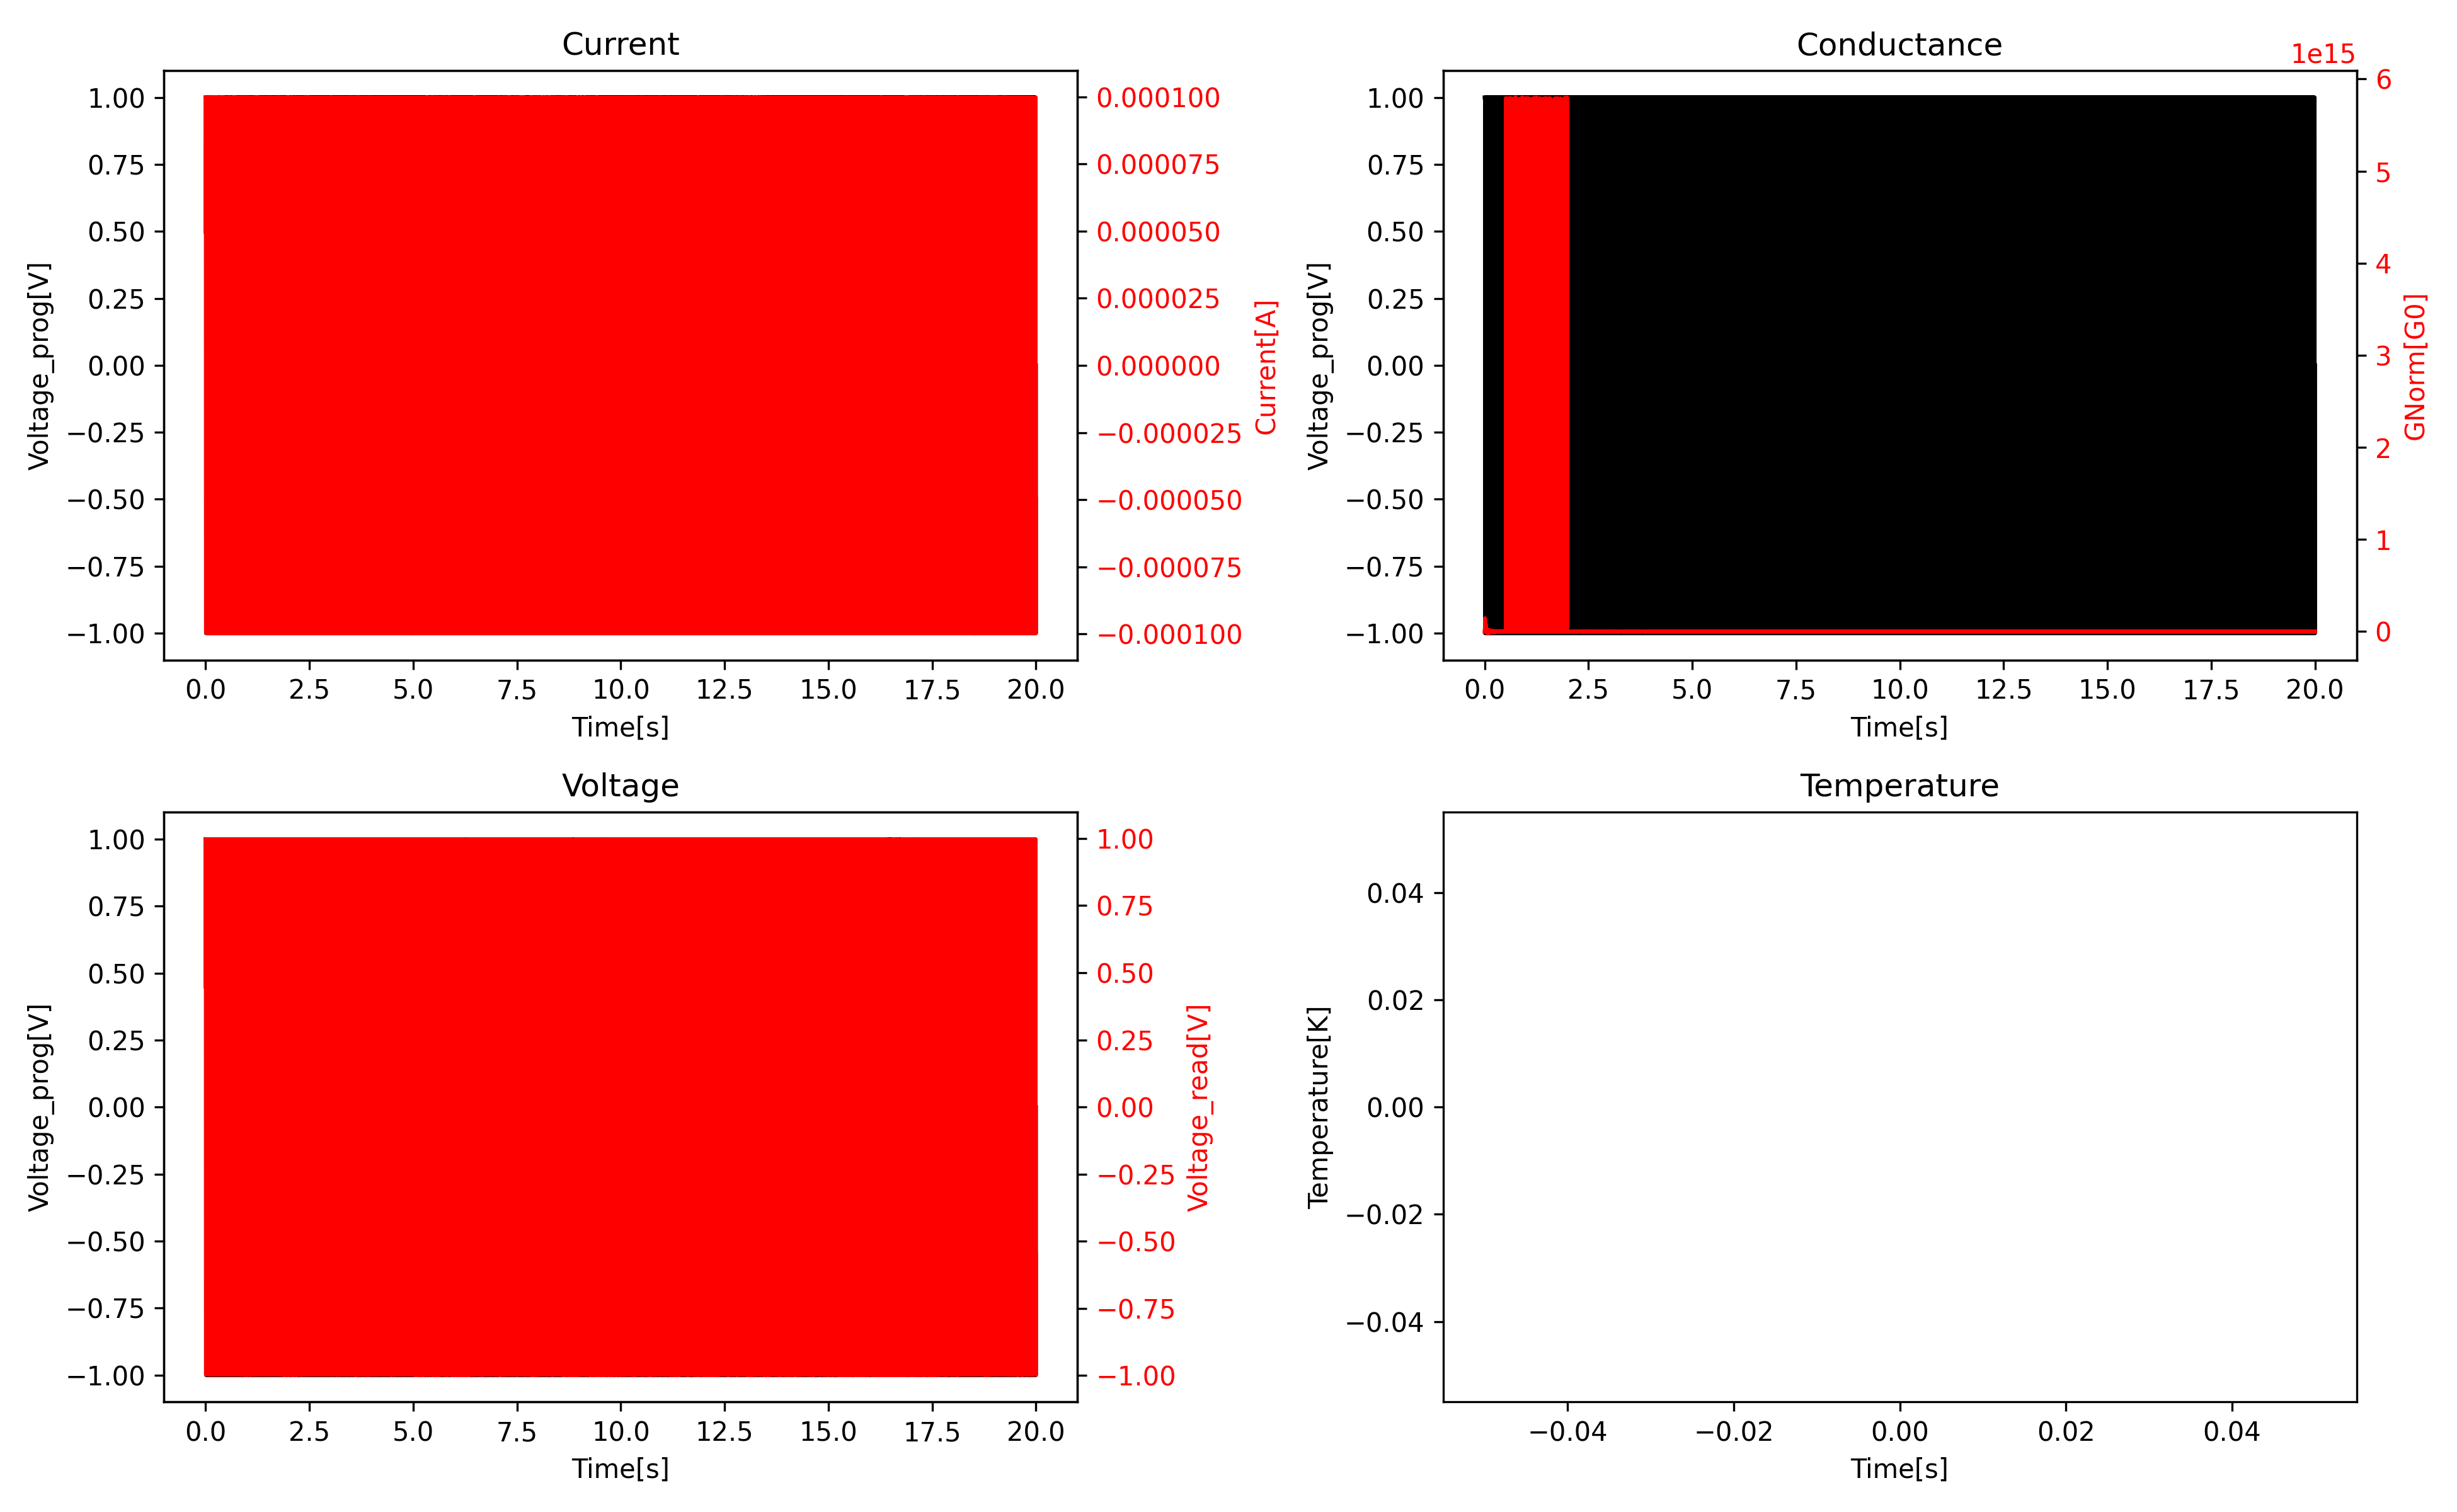 Current
1.00
0.75
0.50
0.25
0.00
−0.25
−0.50
−0.75
−1.00
Voltage_prog[V]
0.000100
0.000075
0.000050
0.000025
0.000000
−0.000025
−0.000050
−0.000075
−0.000100
Current[A]
0.0 2.5 5.0 7.5 10.0 12.5 15.0 17.5 20.0
Time[s]
Conductance
1e15
1.00
0.75
0.50
0.25
0.00
−0.25
−0.50
−0.75
−1.00
Voltage_prog[V]
6
5
4
3
2
1
0
GNorm[G0]
0.0 2.5 5.0 7.5 10.0 12.5 15.0 17.5 20.0
Time[s]
Voltage
1.00
0.75
0.50
0.25
0.00
−0.25
−0.50
−0.75
−1.00
Voltage_prog[V]
1.00
0.75
0.50
0.25
0.00
−0.25
−0.50
−0.75
−1.00
Voltage_read[V]
0.0 2.5 5.0 7.5 10.0 12.5 15.0 17.5 20.0
Time[s]
Temperature
0.04
0.02
0.00
−0.02
−0.04
Temperature[K]
−0.04 −0.02 0.00 0.02 0.04
Time[s]